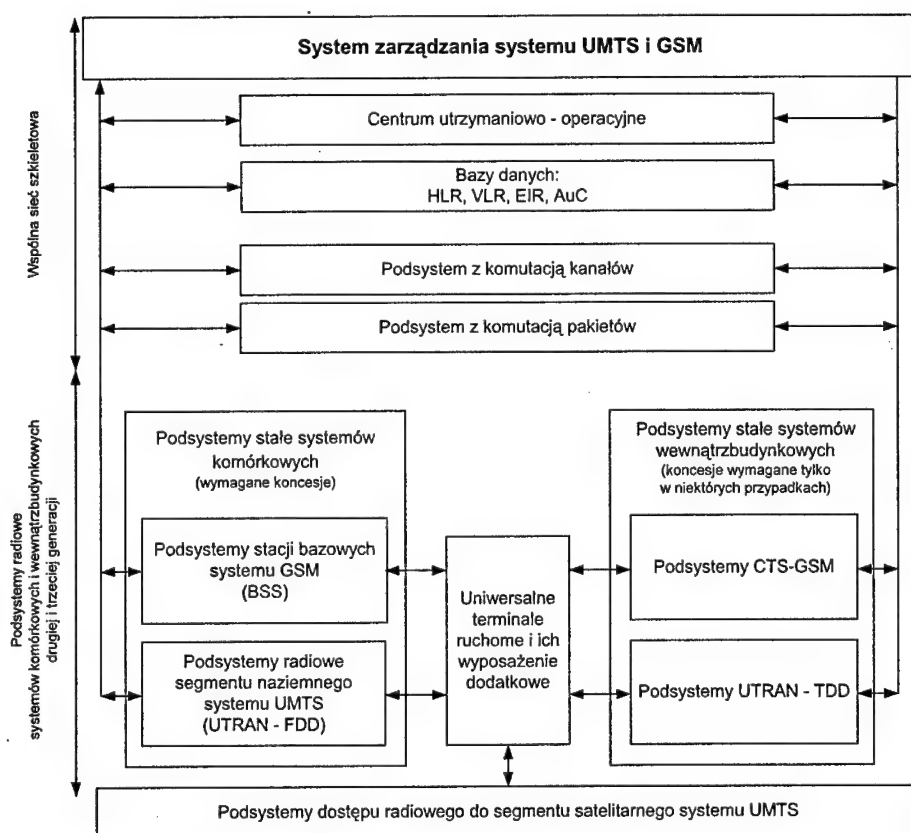 System zarządzania systemu UMTS i GSM
Centrum utrzymaniowo - operacyjne
Bazy danych:
HLR, VLR, EIR, AuC
Podsystem z komutacją kanałów
Podsystem z komutacją pakietów
Wspólna sieć szkieletowa
Podsystemy radiowe
systemów komórkowych i wewnątrzbudynkowych
drugiej i trzeciej generacji
Podsystemy stałe systemów
komórkowych
(wymagane koncesje)
Podsystemy stacji bazowych
systemu GSM
(BSS)
Podsystemy radiowe
segmentu naziemnego
systemu UMTS
(UTRAN - FDD)
Uniwersalne
terminale
ruchome i ich
wyposażenie
dodatkowe
Podsystemy stałe systemów
wewnątrzbudynkowych
(koncesje wymagane tylko
w niektórych przypadkach)
Podsystemy CTS-GSM
Podsystemy UTRAN - TDD
Podsystemy dostępu radiowego do segmentu satelitarnego systemu UMTS